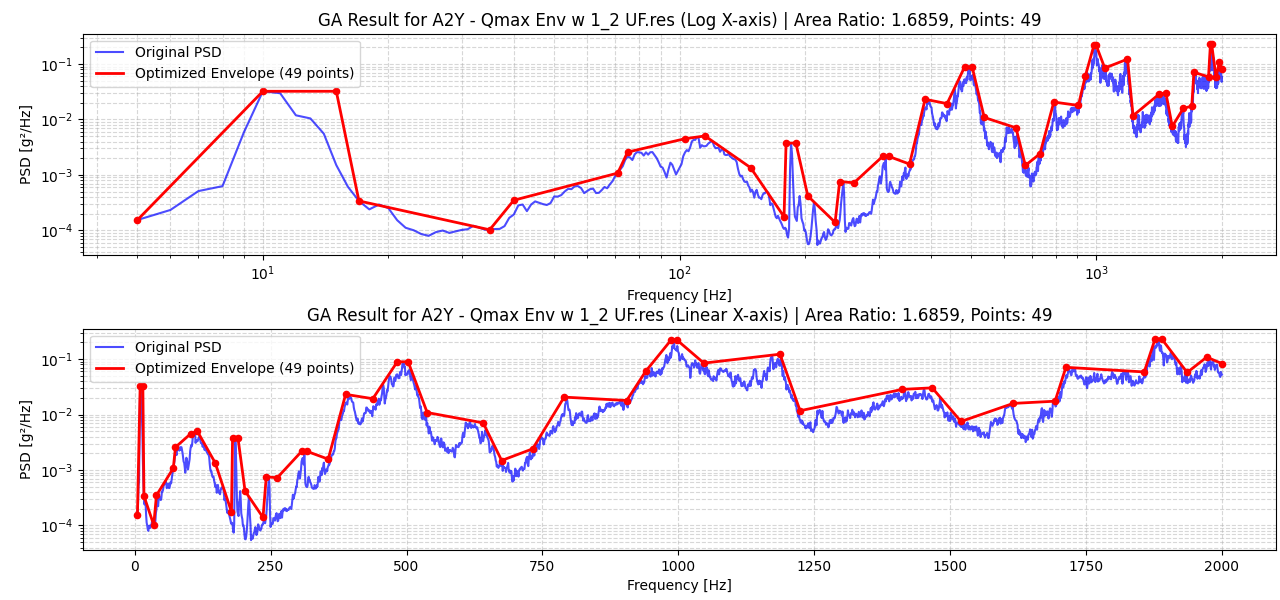 GA Result for A2Y - Qmax Env w 1_2 UF.res (Log X-axis) | Area Ratio: 1.6859, Points: 49
Original PSD
Optimized Envelope (49 points)
PSD [g²/Hz]
10⁻¹
10⁻²
10⁻³
10⁻⁴
10¹ 10² 10³
Frequency [Hz]
GA Result for A2Y - Qmax Env w 1_2 UF.res (Linear X-axis) | Area Ratio: 1.6859, Points: 49
Original PSD
Optimized Envelope (49 points)
PSD [g²/Hz]
10⁻¹
10⁻²
10⁻³
10⁻⁴
0 250 500 750 1000 1250 1500 1750 2000
Frequency [Hz]